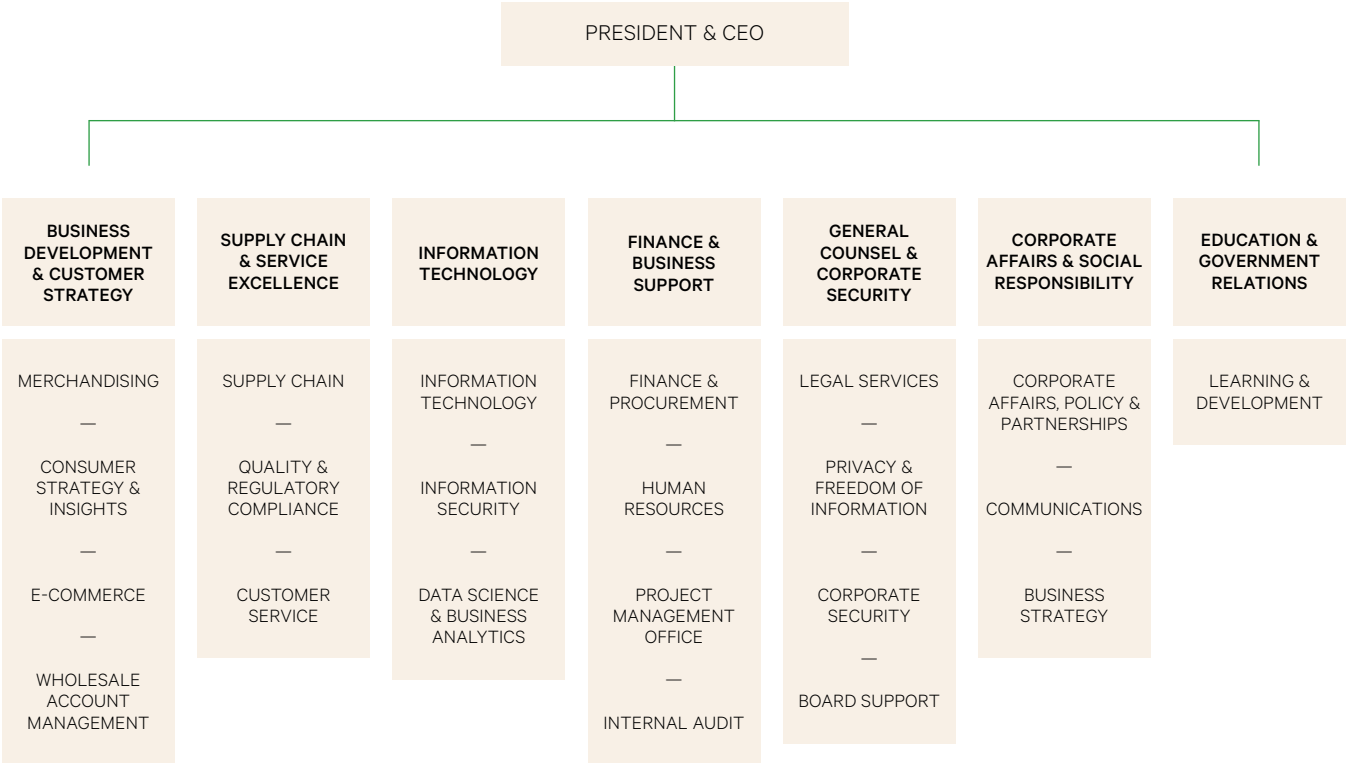 PRESIDENT & CEO
BUSINESS
DEVELOPMENT
& CUSTOMER
STRATEGY
MERCHANDISING
—
CONSUMER
STRATEGY &
INSIGHTS
—
E-COMMERCE
—
WHOLESALE
ACCOUNT
MANAGEMENT
SUPPLY CHAIN
& SERVICE
EXCELLENCE
SUPPLY CHAIN
—
QUALITY &
REGULATORY
COMPLIANCE
—
CUSTOMER
SERVICE
INFORMATION
TECHNOLOGY
INFORMATION
TECHNOLOGY
—
INFORMATION
SECURITY
—
DATA SCIENCE
& BUSINESS
ANALYTICS
FINANCE &
BUSINESS
SUPPORT
FINANCE &
PROCUREMENT
—
HUMAN
RESOURCES
—
PROJECT
MANAGEMENT
OFFICE
—
INTERNAL AUDIT
GENERAL
COUNSEL &
CORPORATE
SECURITY
LEGAL SERVICES
—
PRIVACY &
FREEDOM OF
INFORMATION
—
CORPORATE
SECURITY
—
BOARD SUPPORT
CORPORATE
AFFAIRS & SOCIAL
RESPONSIBILITY
CORPORATE
AFFAIRS, POLICY &
PARTNERSHIPS
—
COMMUNICATIONS
—
BUSINESS
STRATEGY
EDUCATION &
GOVERNMENT
RELATIONS
LEARNING &
DEVELOPMENT